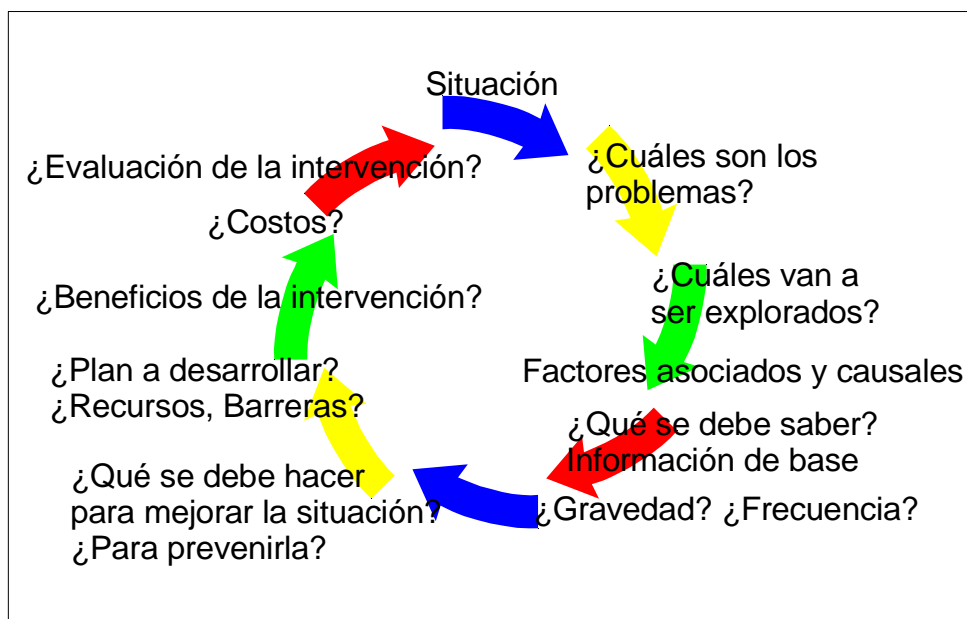 Situación
¿Cuáles son los
problemas?
¿Cuáles van a
ser explorados?
Factores asociados y causales
¿Qué se debe saber?
Información de base
¿Gravedad? ¿Frecuencia?
¿Qué se debe hacer
para mejorar la situación?
¿Para prevenirla?
¿Plan a desarrollar?
¿Recursos, Barreras?
¿Beneficios de la intervención?
¿Costos?
¿Evaluación de la intervención?